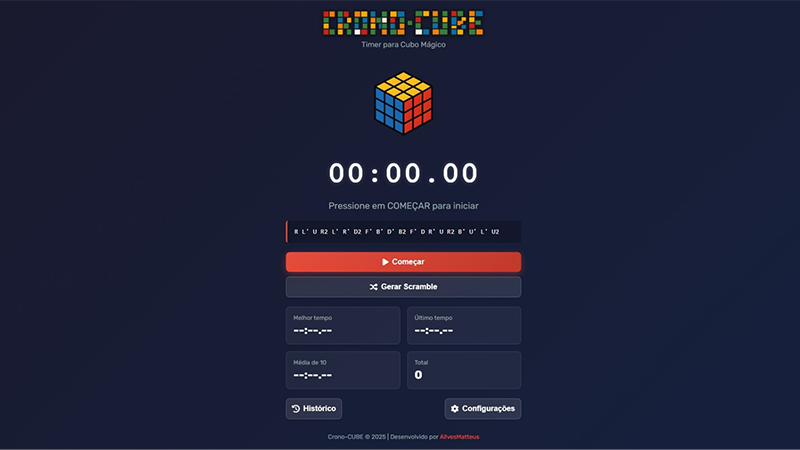 CRONO-CUBE
Timer para Cubo Mágico
00:00.00
Pressione em COMEÇAR para iniciar
R L' U R2 L' R' D2 F' B' D' B2 F' D R' U R2 B' U' L' U2
Começar
Gerar Scramble
Melhor tempo
--:--.--
Último tempo
--:--.--
Média de 10
--:--.--
Total
0
Histórico
Configurações
Crono-CUBE © 2025 | Desenvolvido por AllvesMatteus